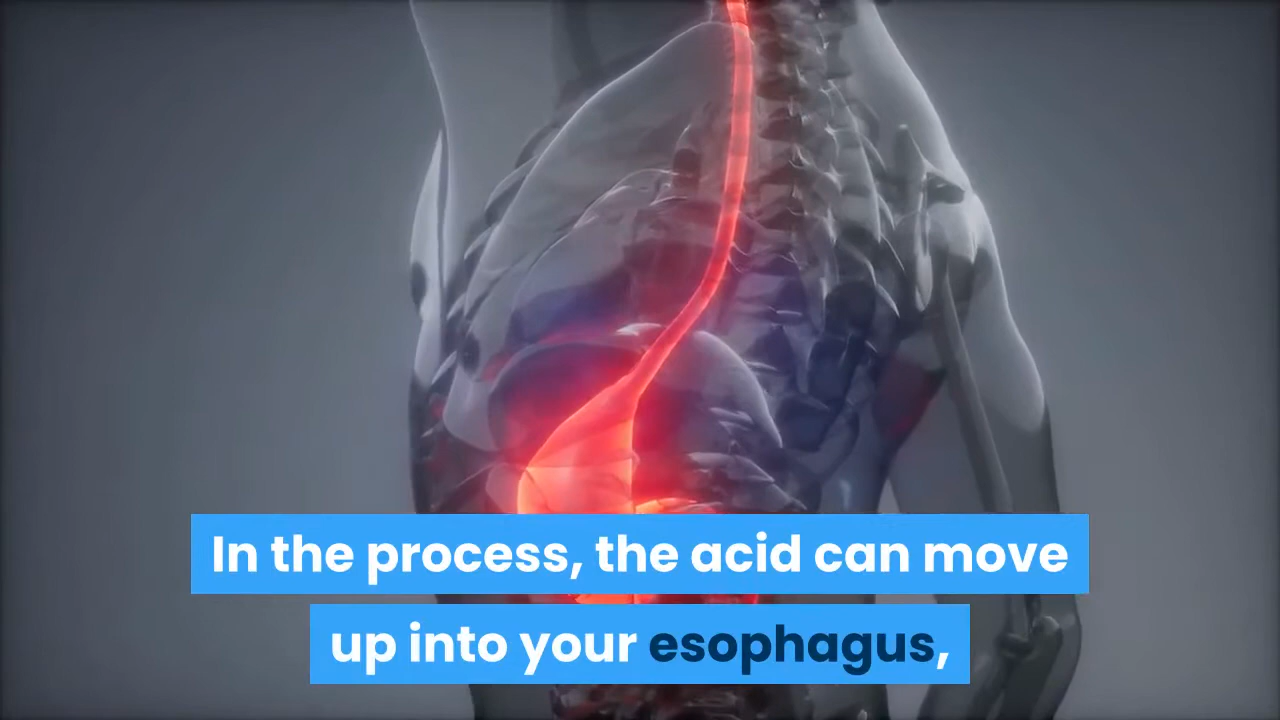 In the process, the acid can move
up into your esophagus,